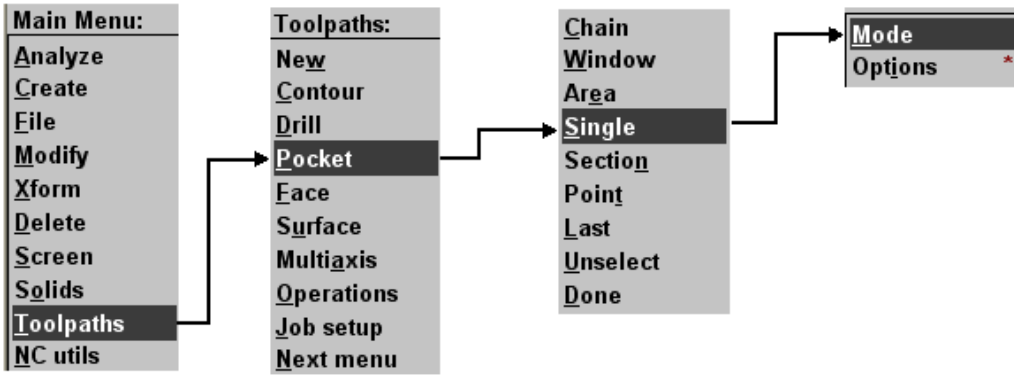 Main Menu:
Analyze
Create
File
Modify
Xform
Delete
Screen
Solids
Toolpaths
NC utils
Toolpaths:
New
Contour
Drill
Pocket
Face
Surface
Multiaxis
Operations
Job setup
Next menu
Chain
Window
Area
Single
Section
Point
Last
Unselect
Done
Mode
Options *